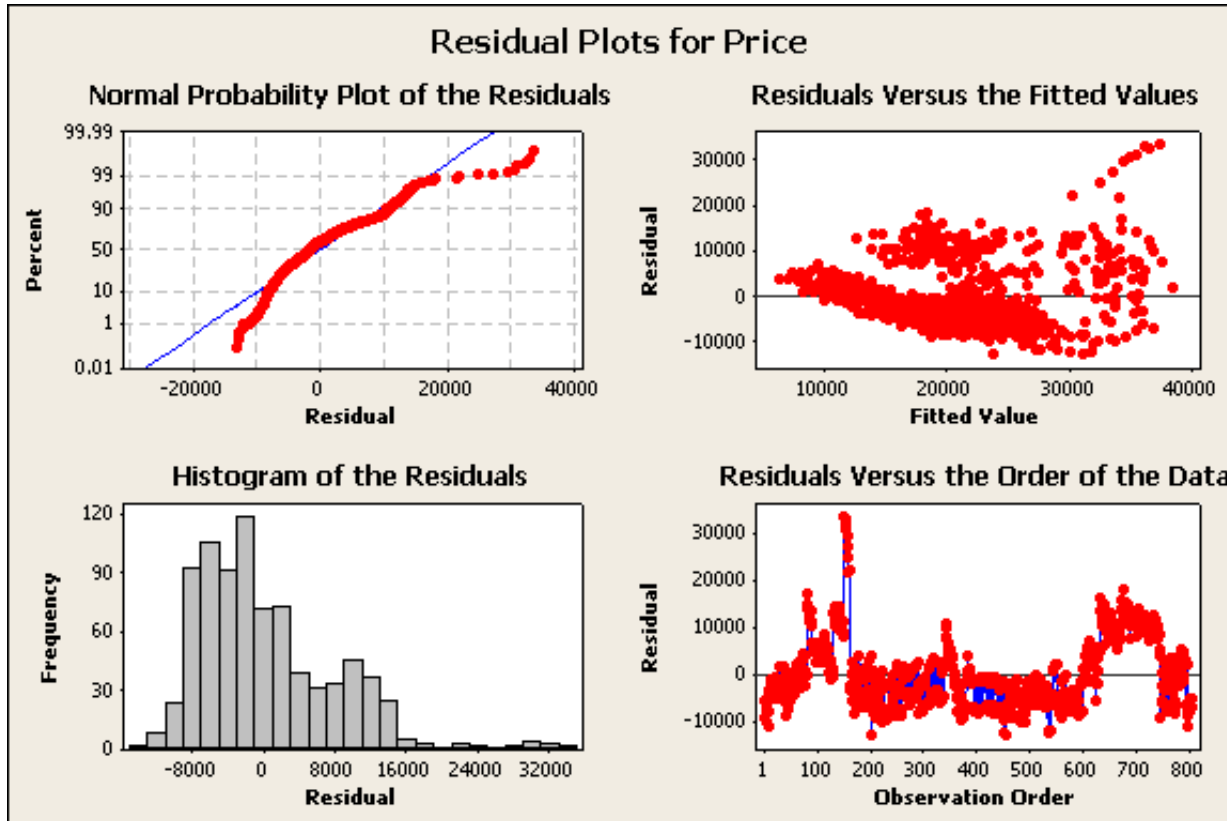 Residual Plots for Price
Normal Probability Plot of the Residuals
99.99
99
90
50
10
1
0.01
Percent
-20000 0 20000 40000
Residual
Residuals Versus the Fitted Values
30000
20000
10000
0
-10000
Residual
10000 20000 30000 40000
Fitted Value
Histogram of the Residuals
120
90
60
30
0
Frequency
-8000 0 8000 16000 24000 32000
Residual
Residuals Versus the Order of the Data
30000
20000
10000
0
-10000
Residual
1 100 200 300 400 500 600 700 800
Observation Order